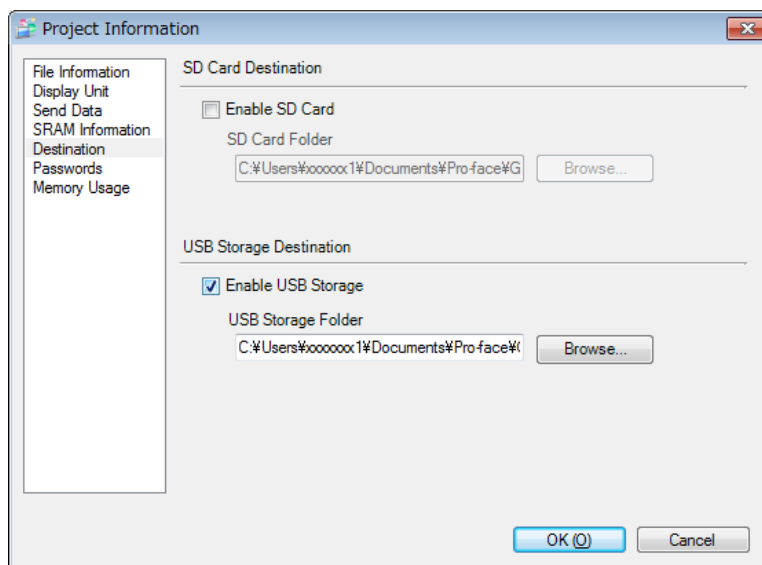 Project Information
File Information
Display Unit
Send Data
SRAM Information
Destination
Passwords
Memory Usage
SD Card Destination
Enable SD Card
SD Card Folder
C:¥Users¥xxxxxx1¥Documents¥Pro-face¥G
Browse...
USB Storage Destination
Enable USB Storage
USB Storage Folder
C:¥Users¥xxxxxx1¥Documents¥Pro-face¥(
Browse...
OK (O)
Cancel